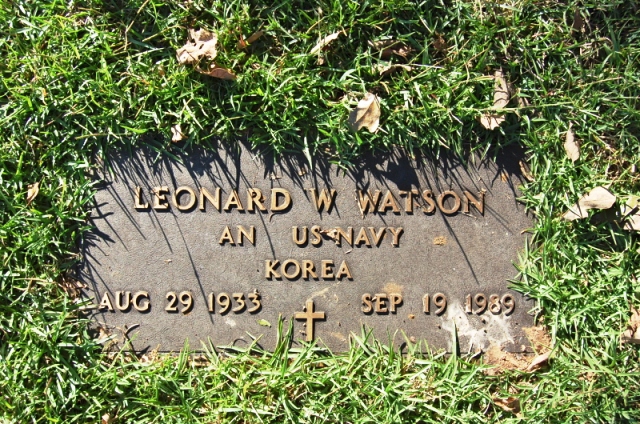 LEONARD W WATSON
AN US NAVY
KOREA
AUG 29 1933 SEP 19 1989